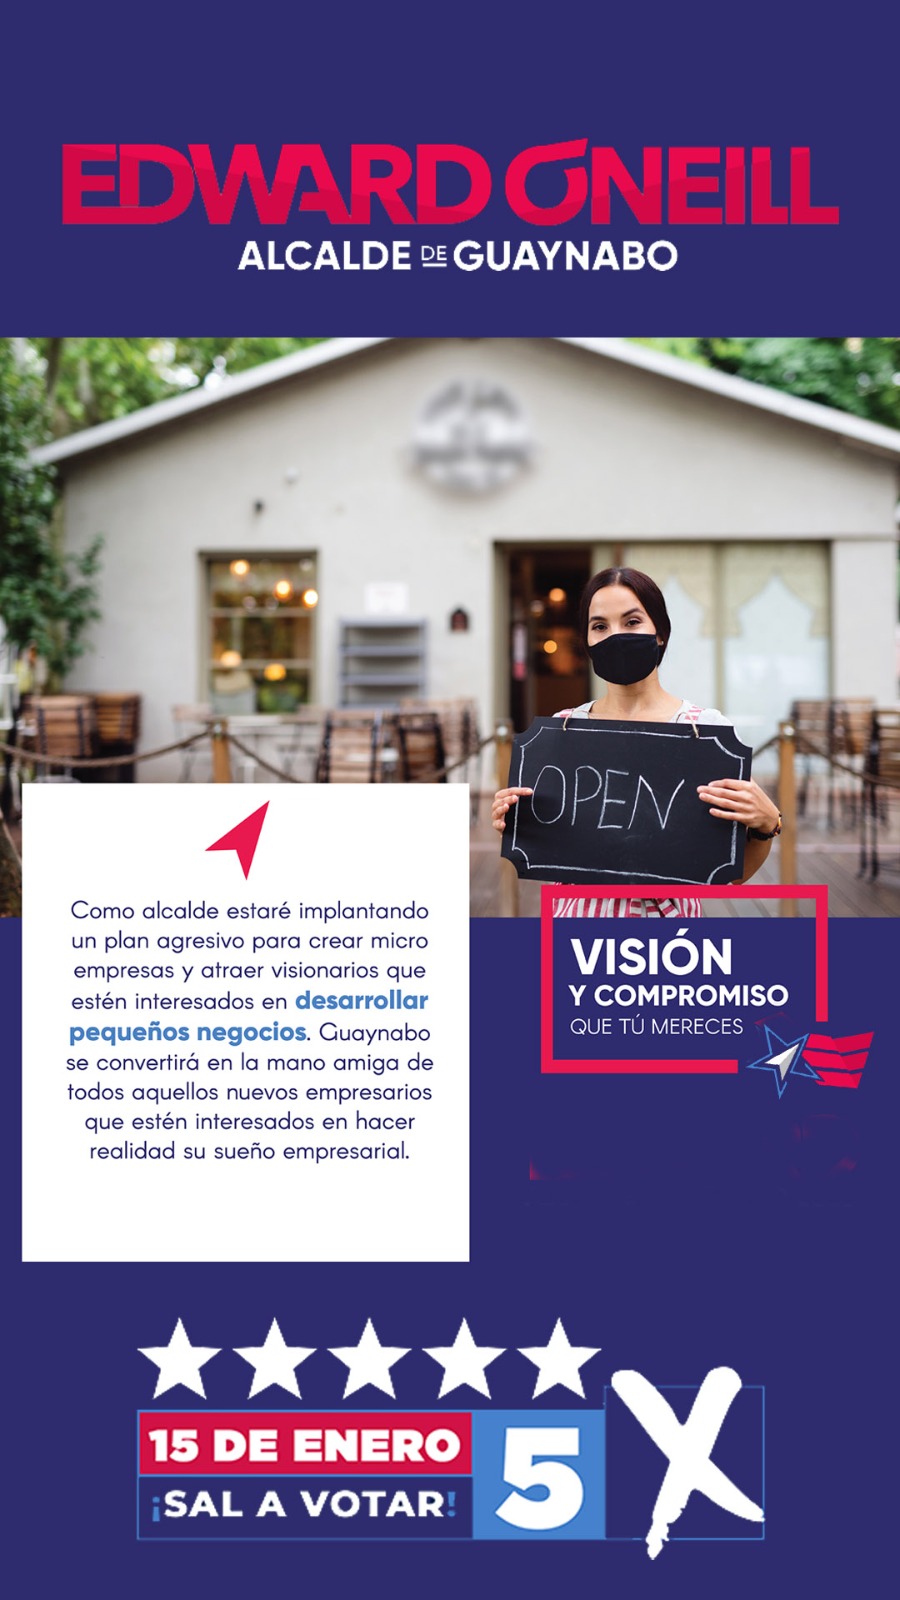 EDWARD ONEILL
ALCALDE DE GUAYNABO
OPEN
Como alcalde estaré implantando
un plan agresivo para crear micro
empresas y atraer visionarios que
estén interesados en desarrollar
pequeños negocios. Guaynabo
se convertirá en la mano amiga de
todos aquellos nuevos empresarios
que estén interesados en hacer
realidad su sueño empresarial.
VISIÓN
Y COMPROMISO
QUE TÚ MERECES
15 DE ENERO
¡SAL A VOTAR!
5 X